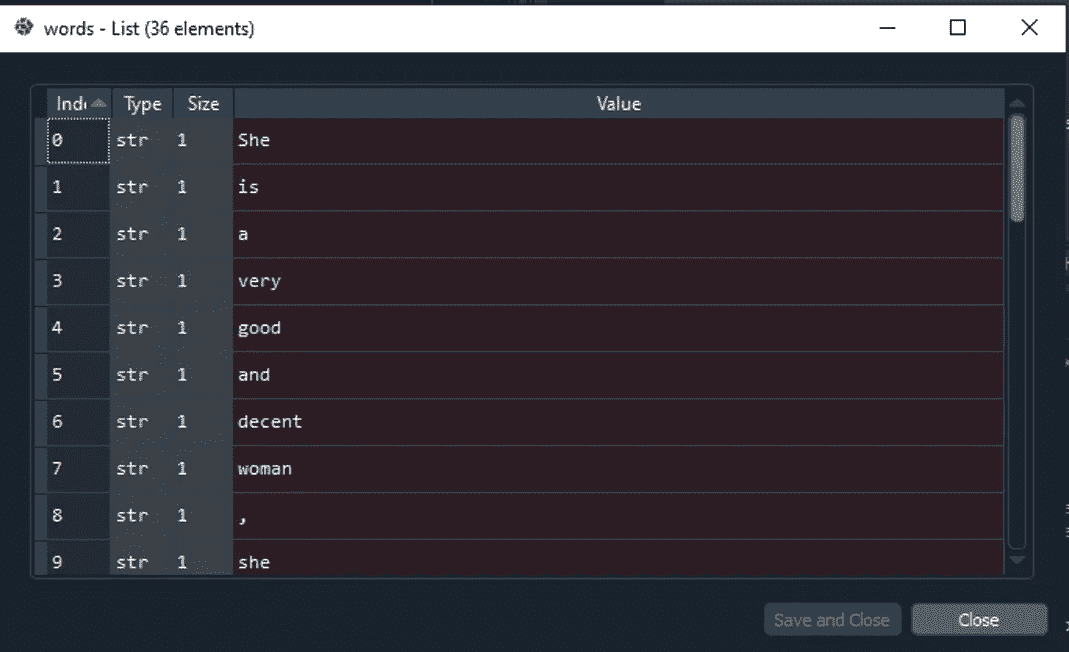 words - List (36 elements)
Ind Type Size Value
0 str 1 She
1 str 1 is
2 str 1 a
3 str 1 very
4 str 1 good
5 str 1 and
6 str 1 decent
7 str 1 woman
8 str 1 ,
9 str 1 she
Save and Close Close